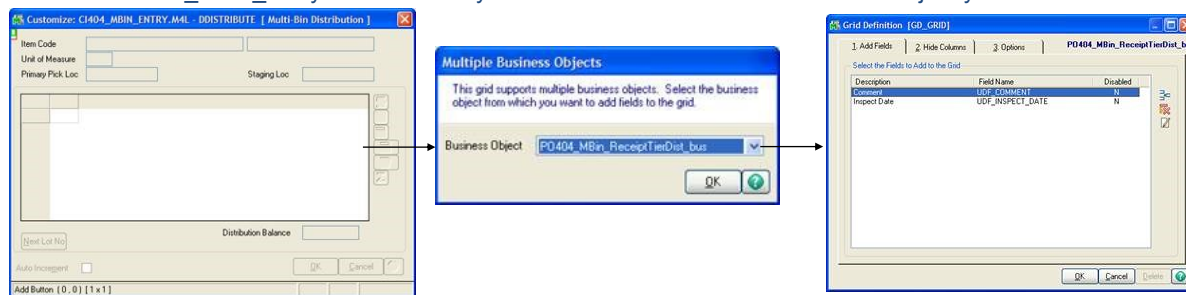 Customize: CI404_MBIN_ENTRY.M4L - DDISTRIBUTE [ Multi-Bin Distribution ]
Item Code
Unit of Measure
Primary Pick Loc
Staging Loc
Distribution Balance
Next Lot No
Auto Increment
OK
Cancel
Add Button ( 0 , 0 ) [ 1 x 1 ]
Multiple Business Objects
This grid supports multiple business objects. Select the business
object from which you want to add fields to the grid.
Business Object
PO404_MBin_ReceiptTierDist_bus
OK
Grid Definition [GD_GRID]
1. Add Fields
2. Hide Columns
3. Options
PO404_MBin_ReceiptTierDist_b
Select the Fields to Add to the Grid
Description Field Name Disabled
Comment UDF_COMMENT N
Inspect Date UDF_INSPECT_DATE N
OK
Cancel
Delete